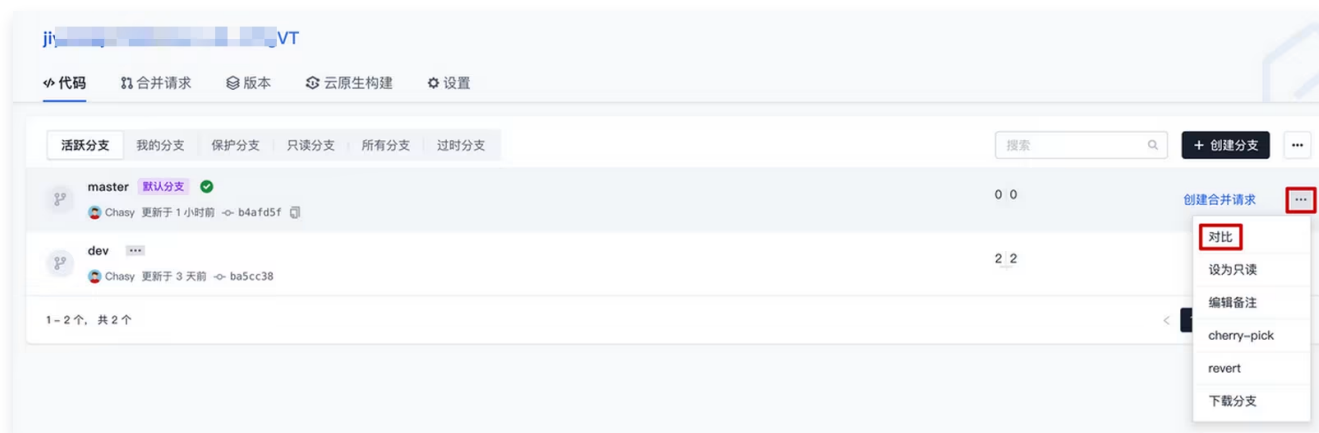 VT
代码 合并请求 版本 云原生构建 设置
活跃分支 我的分支 保护分支 只读分支 所有分支 过时分支 搜索 + 创建分支 ···
master 默认分支 0 0 创建合并请求 ···
Chasy 更新于 1 小时前 b4afd5f
对比
dev ··· 2 2
设为只读
Chasy 更新于 3 天前 ba5cc38
编辑备注
1 – 2 个, 共 2 个 <
cherry-pick
revert
下载分支